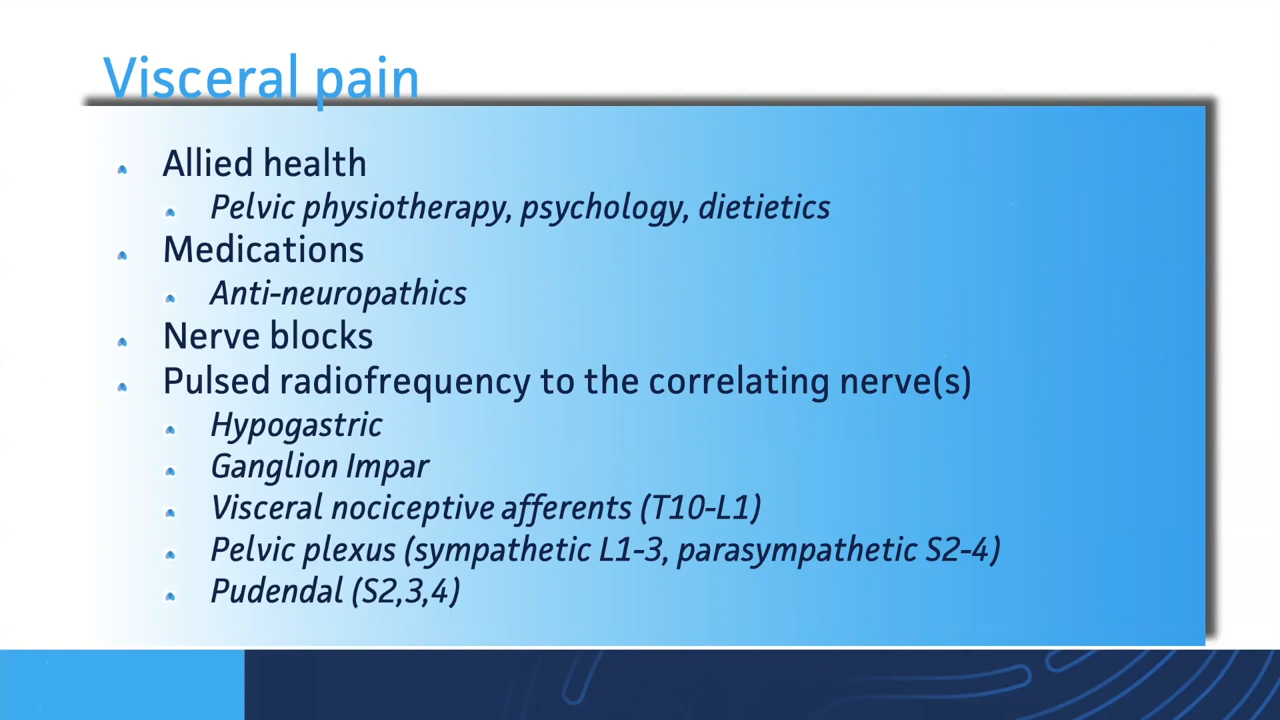 Visceral pain
Allied health
Pelvic physiotherapy, psychology, dietietics
Medications
Anti-neuropathics
Nerve blocks
Pulsed radiofrequency to the correlating nerve(s)
Hypogastric
Ganglion Impar
Visceral nociceptive afferents (T10-L1)
Pelvic plexus (sympathetic L1-3, parasympathetic S2-4)
Pudendal (S2,3,4)